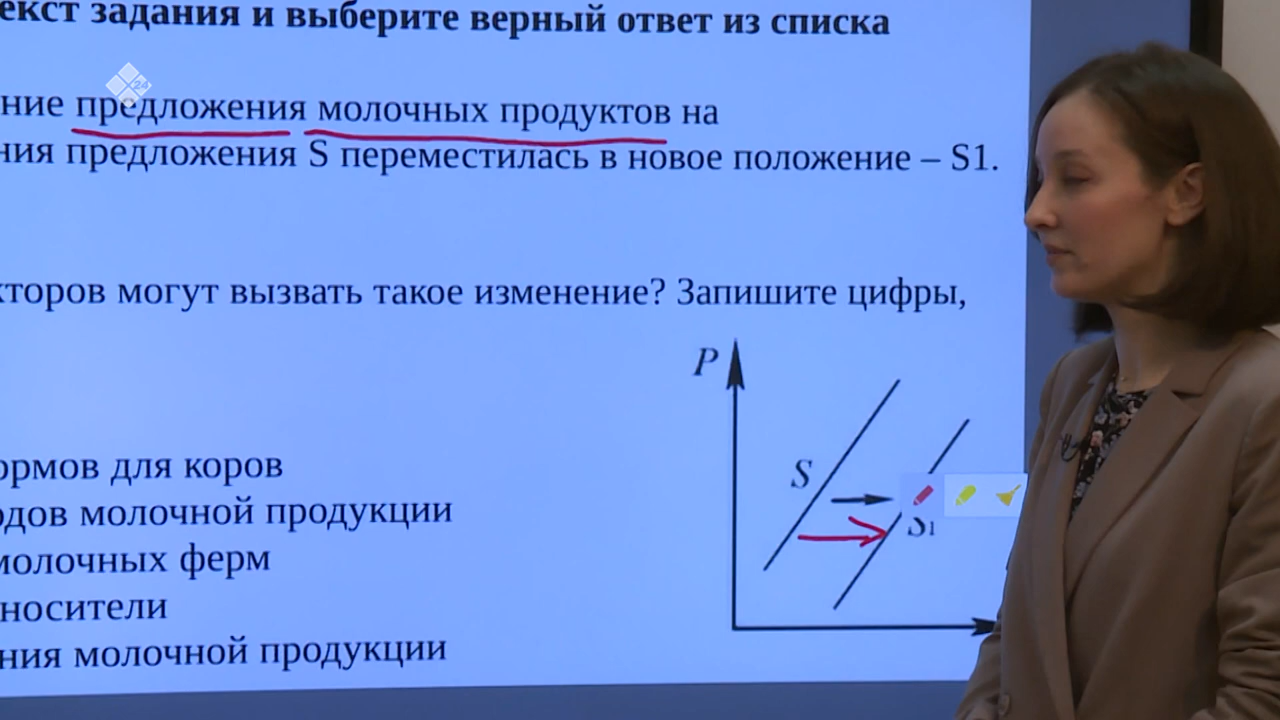 екст задания и выберите верный ответ из списка
24
ние предложения молочных продуктов на
ния предложения S переместилась в новое положение – S1.
кторов могут вызвать такое изменение? Запишите цифры,
P
S
S1
ормов для коров
одов молочной продукции
молочных ферм
носители
ния молочной продукции